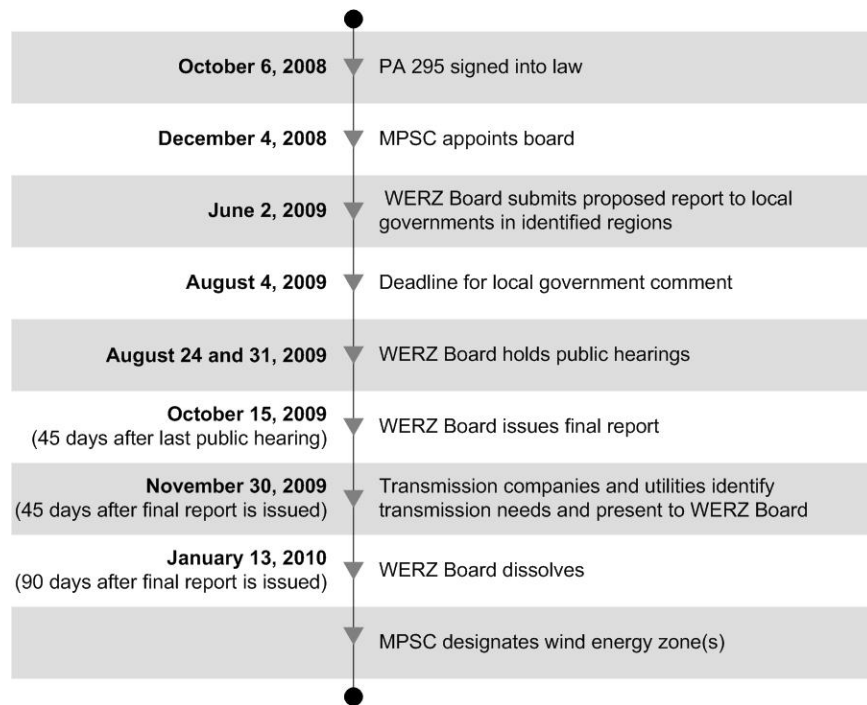 October 6, 2008
PA 295 signed into law
December 4, 2008
MPSC appoints board
June 2, 2009
WERZ Board submits proposed report to local
governments in identified regions
August 4, 2009
Deadline for local government comment
August 24 and 31, 2009
WERZ Board holds public hearings
October 15, 2009
(45 days after last public hearing)
WERZ Board issues final report
November 30, 2009
(45 days after final report is issued)
Transmission companies and utilities identify
transmission needs and present to WERZ Board
January 13, 2010
(90 days after final report is issued)
WERZ Board dissolves
MPSC designates wind energy zone(s)